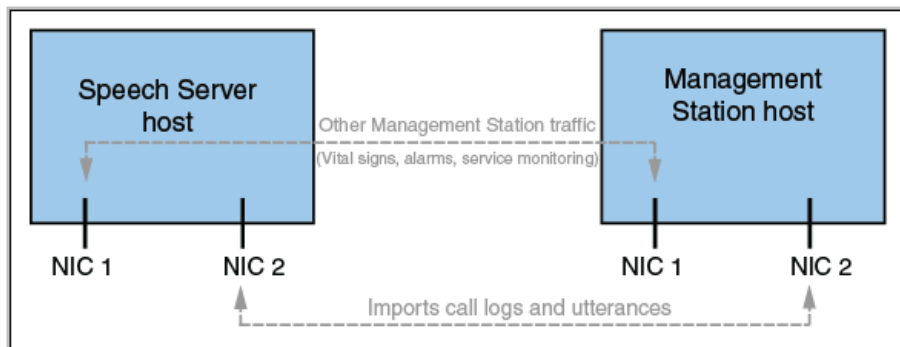 Speech Server
host
Management
Station host
Other Management Station traffic
(Vital signs, alarms, service monitoring)
NIC 1
NIC 2
NIC 1
NIC 2
Imports call logs and utterances